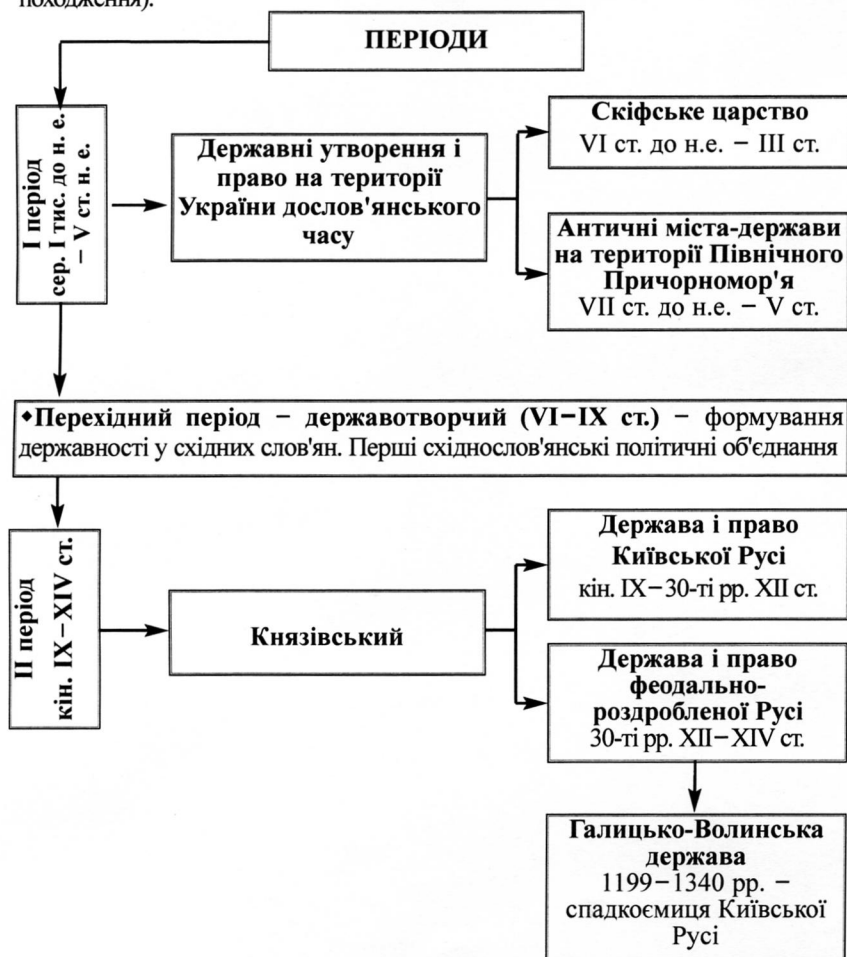 походження).
ПЕРІОДИ
І період
сер. І тис. до н. е.
– V ст. н. е.
Державні утворення і
право на території
України дослов'янського
часу
Скіфське царство
VI ст. до н.е. – III ст.
Античні міста-держави
на території Північного
Причорномор'я
VII ст. до н.е. – V ст.
◆Перехідний період – державотворчий (VI–IX ст.) – формування
державності у східних слов'ян. Перші східнослов'янські політичні об'єднання
ІІ період
кін. IX–XIV ст.
Князівський
Держава і право
Київської Русі
кін. IX–30-ті рр. XII ст.
Держава і право
феодально-
роздробленої Русі
30-ті рр. XII–XIV ст.
Галицько-Волинська
держава
1199–1340 рр. –
спадкоємиця Київської
Русі